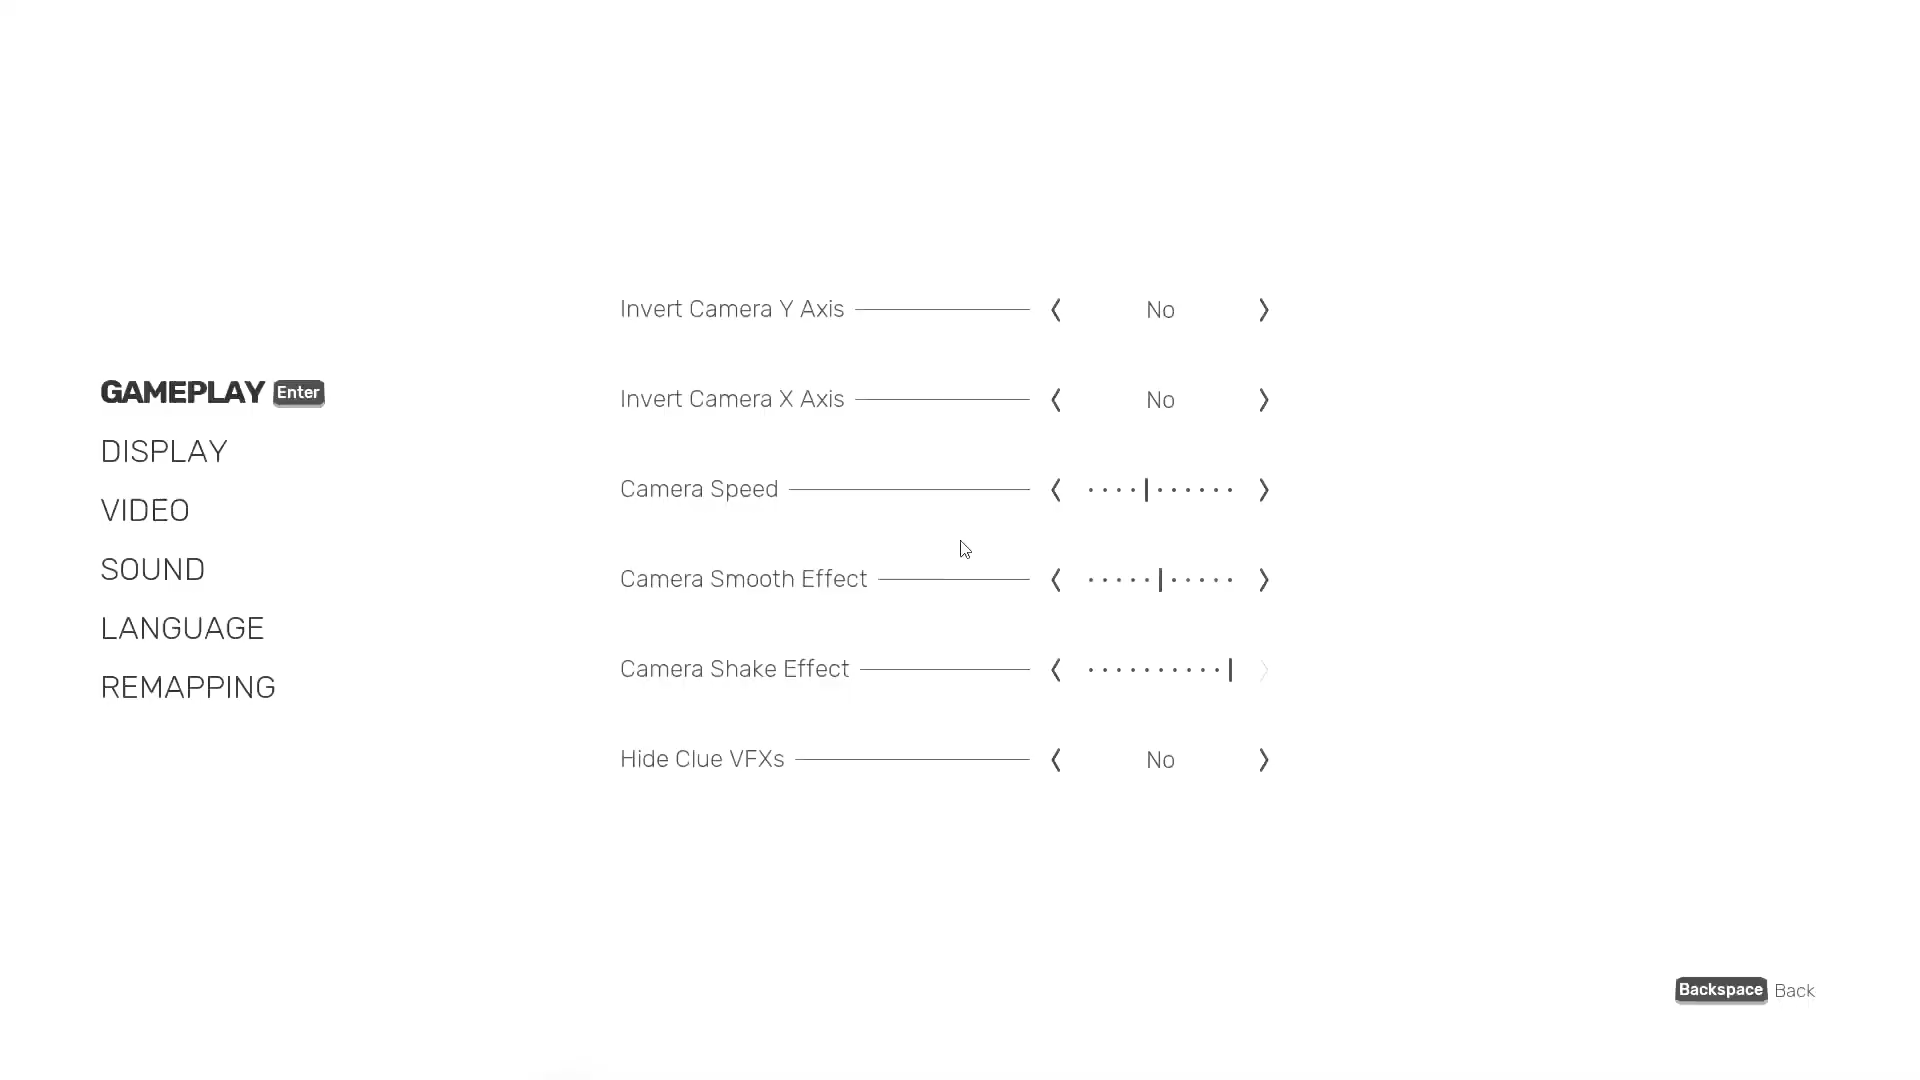 GAMEPLAY Enter
DISPLAY
VIDEO
SOUND
LANGUAGE
REMAPPING
Invert Camera Y Axis No
Invert Camera X Axis No
Camera Speed
Camera Smooth Effect
Camera Shake Effect
Hide Clue VFXs No
Backspace Back